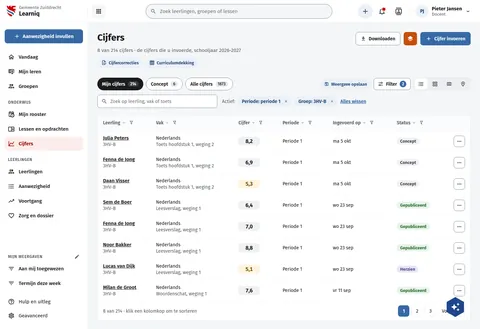 Gemeente Zuiddrecht
Learniq
Zoek leerlingen, groepen of lessen
PJ
Pieter Jansen
Docent
+ Aanwezigheid invullen
Vandaag
Mijn leren
Groepen
ONDERWIJS
Mijn rooster
Lessen en opdrachten
Cijfers
LEERLINGEN
Leerlingen
Aanwezigheid
Voortgang
Zorg en dossier
MIJN WEERGAVEN
Aan mij toegewezen
Termijn deze week
Hulp en uitleg
Geavanceerd
Cijfers
8 van 214 cijfers · de cijfers die u invoerde, schooljaar 2026-2027
Downloaden
+ Cijfer invoeren
Cijfercorrecties
Curriculumdekking
Mijn cijfers 214
Concept 6
Alle cijfers 1872
Weergave opslaan
Filter 2
Zoek op leerling, vak of toets
Actief:
Periode: periode 1 ×
Groep: 3HV-B ×
Alles wissen
Leerling
Vak
Cijfer
Periode
Ingevoerd op
Status
Julia Peters
3HV-B
Nederlands
Toets hoofdstuk 1, weging 2
8,2
Periode 1
ma 5 okt
Concept
Fenna de Jong
3HV-B
Nederlands
Toets hoofdstuk 1, weging 2
6,9
Periode 1
ma 5 okt
Concept
Daan Visser
3HV-B
Nederlands
Toets hoofdstuk 1, weging 2
5,3
Periode 1
ma 5 okt
Concept
Sem de Boer
3HV-B
Nederlands
Leesverslag, weging 1
6,4
Periode 1
wo 23 sep
Gepubliceerd
Fenna de Jong
3HV-B
Nederlands
Leesverslag, weging 1
7,0
Periode 1
wo 23 sep
Gepubliceerd
Noor Bakker
3HV-B
Nederlands
Leesverslag, weging 1
8,8
Periode 1
wo 23 sep
Gepubliceerd
Lucas van Dijk
3HV-B
Nederlands
Leesverslag, weging 1
5,1
Periode 1
wo 23 sep
Herzien
Milan de Groot
3HV-B
Nederlands
Woordenschat, weging 1
7,6
Periode 1
vr 11 sep
Gepubliceerd
8 van 214 · klik een kolomkop om te sorteren
1
2
3